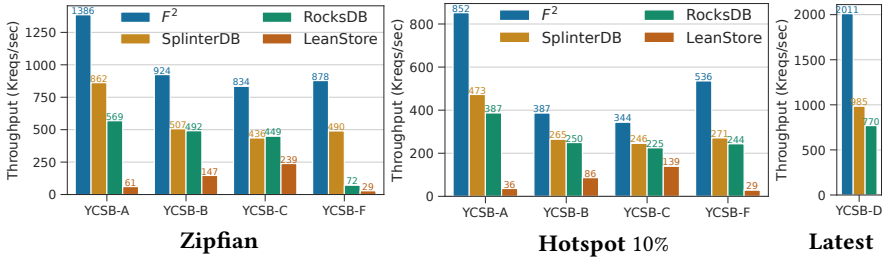 Throughput (Kreqs/sec)
1250
1000
750
500
250
0
F²
SplinterDB
RocksDB
LeanStore
1386
862
569
61
924
507
492
147
834
436
449
239
878
490
72
29
YCSB-A
YCSB-B
YCSB-C
YCSB-F
Zipfian
Throughput (Kreqs/sec)
800
600
400
200
0
F²
SplinterDB
RocksDB
LeanStore
852
473
387
36
387
265
250
86
344
246
225
139
536
271
244
29
YCSB-A
YCSB-B
YCSB-C
YCSB-F
Hotspot 10%
Throughput (Kreqs/sec)
2000
1000
0
2011
985
770
YCSB-D
Latest